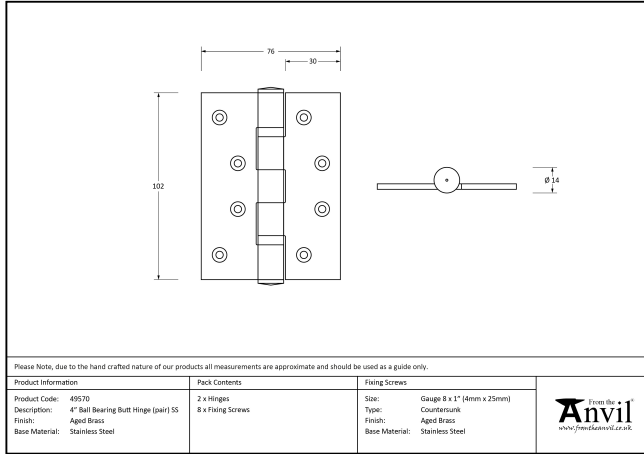 76
30
102
Ø 14
Please Note, due to the hand crafted nature of our products all measurements are approximate and should be used as a guide only.
Product Information
Product Code: 49570
Description: 4" Ball Bearing Butt Hinge (pair) SS
Finish: Aged Brass
Base Material: Stainless Steel
Pack Contents
2 x Hinges
8 x Fixing Screws
Fixing Screws
Size: Gauge 8 x 1" (4mm x 25mm)
Type: Countersunk
Finish: Aged Brass
Base Material: Stainless Steel
From the
Anvil
www.fromtheanvil.co.uk